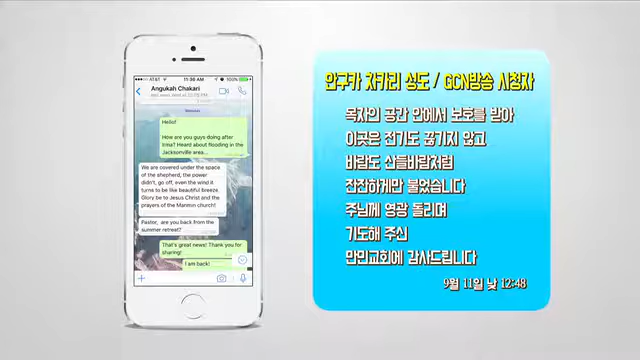 AT&T
11:36 AM
100%
Angukah Chakari
Hello!
How are you guys doing after
Irma? Heard about flooding in the
Jacksonville area...
We are covered under the space
of the shepherd, the power
didn't, go off, even the wind it
turns to be like beautiful breeze.
Glory be to Jesus Christ and the
prayers of the Manmin church!
Pastor, are you back from the
summer retreat?
That's great news! Thank you for
sharing!
I am back!
안구카 차카리 성도 / GCN방송 시청자
목자의 공간 안에서 보호를 받아
이곳은 전기도 끊기지 않고
바람도 산들바람처럼
잔잔하게만 불었습니다
주님께 영광 돌리며
기도해 주신
만민교회에 감사드립니다
9월 11일 낮 12:48